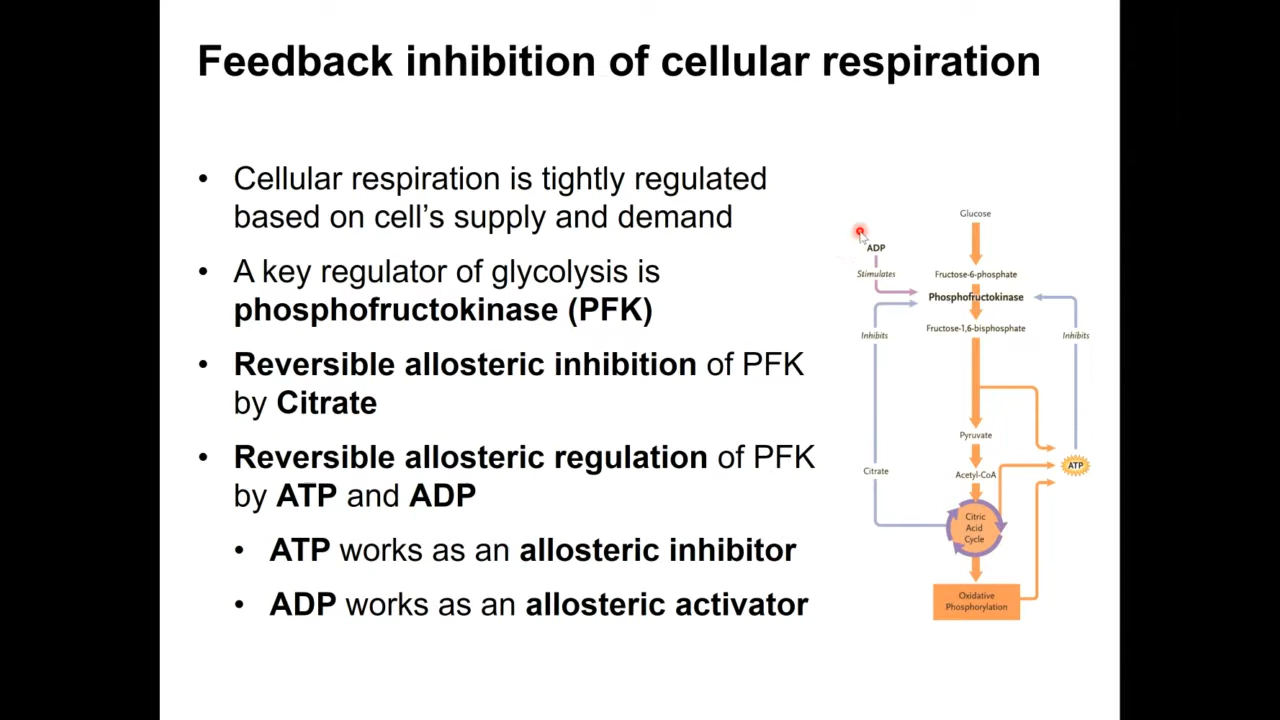 Feedback inhibition of cellular respiration
• Cellular respiration is tightly regulated
based on cell's supply and demand
• A key regulator of glycolysis is
phosphofructokinase (PFK)
• Reversible allosteric inhibition of PFK
by Citrate
• Reversible allosteric regulation of PFK
by ATP and ADP
• ATP works as an allosteric inhibitor
• ADP works as an allosteric activator
Glucose
ADP
Stimulates
Fructose-6-phosphate
Phosphofructokinase
Fructose-1,6-bisphosphate
Inhibits
Inhibits
Pyruvate
Citrate
Acetyl-CoA
ATP
Citric
Acid
Cycle
Oxidative
Phosphorylation